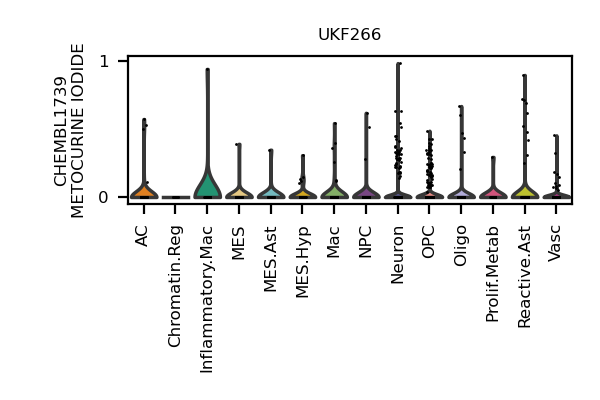 UKF266
CHEMBL1739
METOCURINE IODIDE
1
0
AC
Chromatin.Reg
Inflammatory.Mac
MES
MES.Ast
MES.Hyp
Mac
NPC
Neuron
OPC
Oligo
Prolif.Metab
Reactive.Ast
Vasc